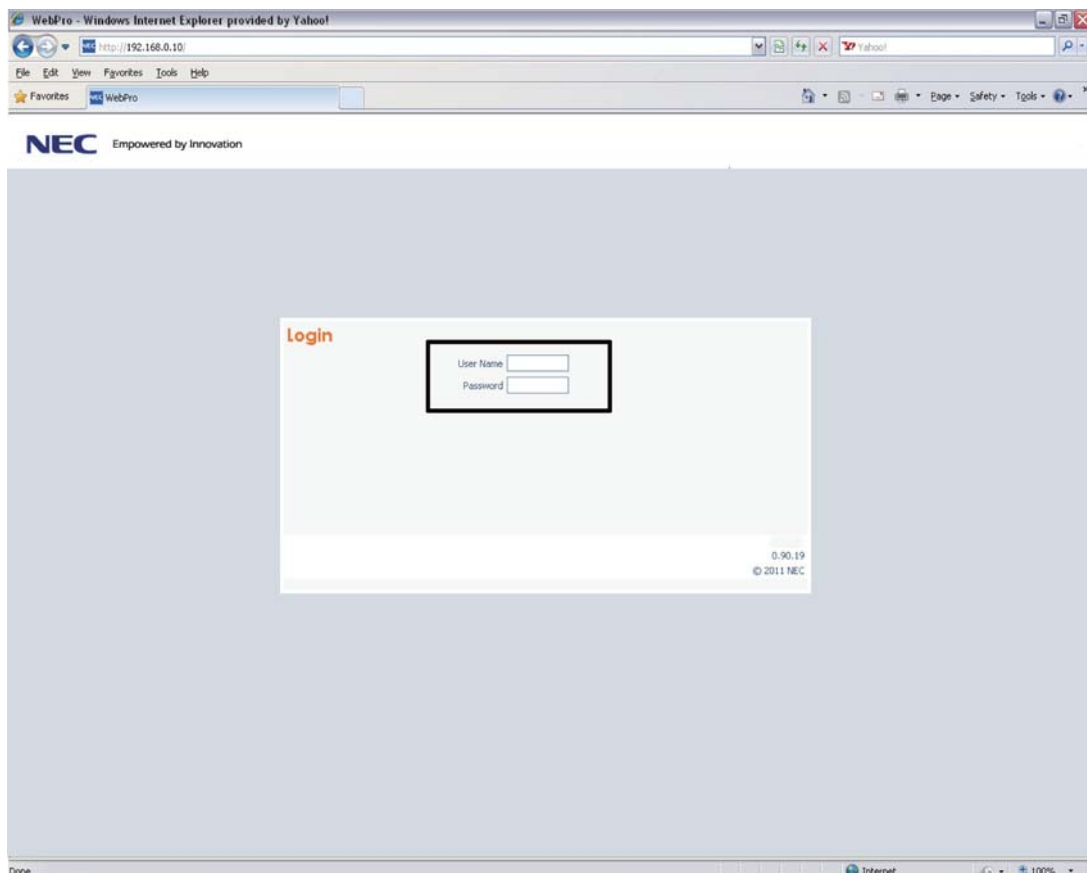 WebPro - Windows Internet Explorer provided by Yahoo!
NEC http://192.168.0.10/
Yahoo!
File Edit View Favorites Tools Help
Favorites NEC WebPro
Page Safety Tools
NEC Empowered by Innovation
Login
User Name
Password
0.90.19
© 2011 NEC
Done
Internet
100%